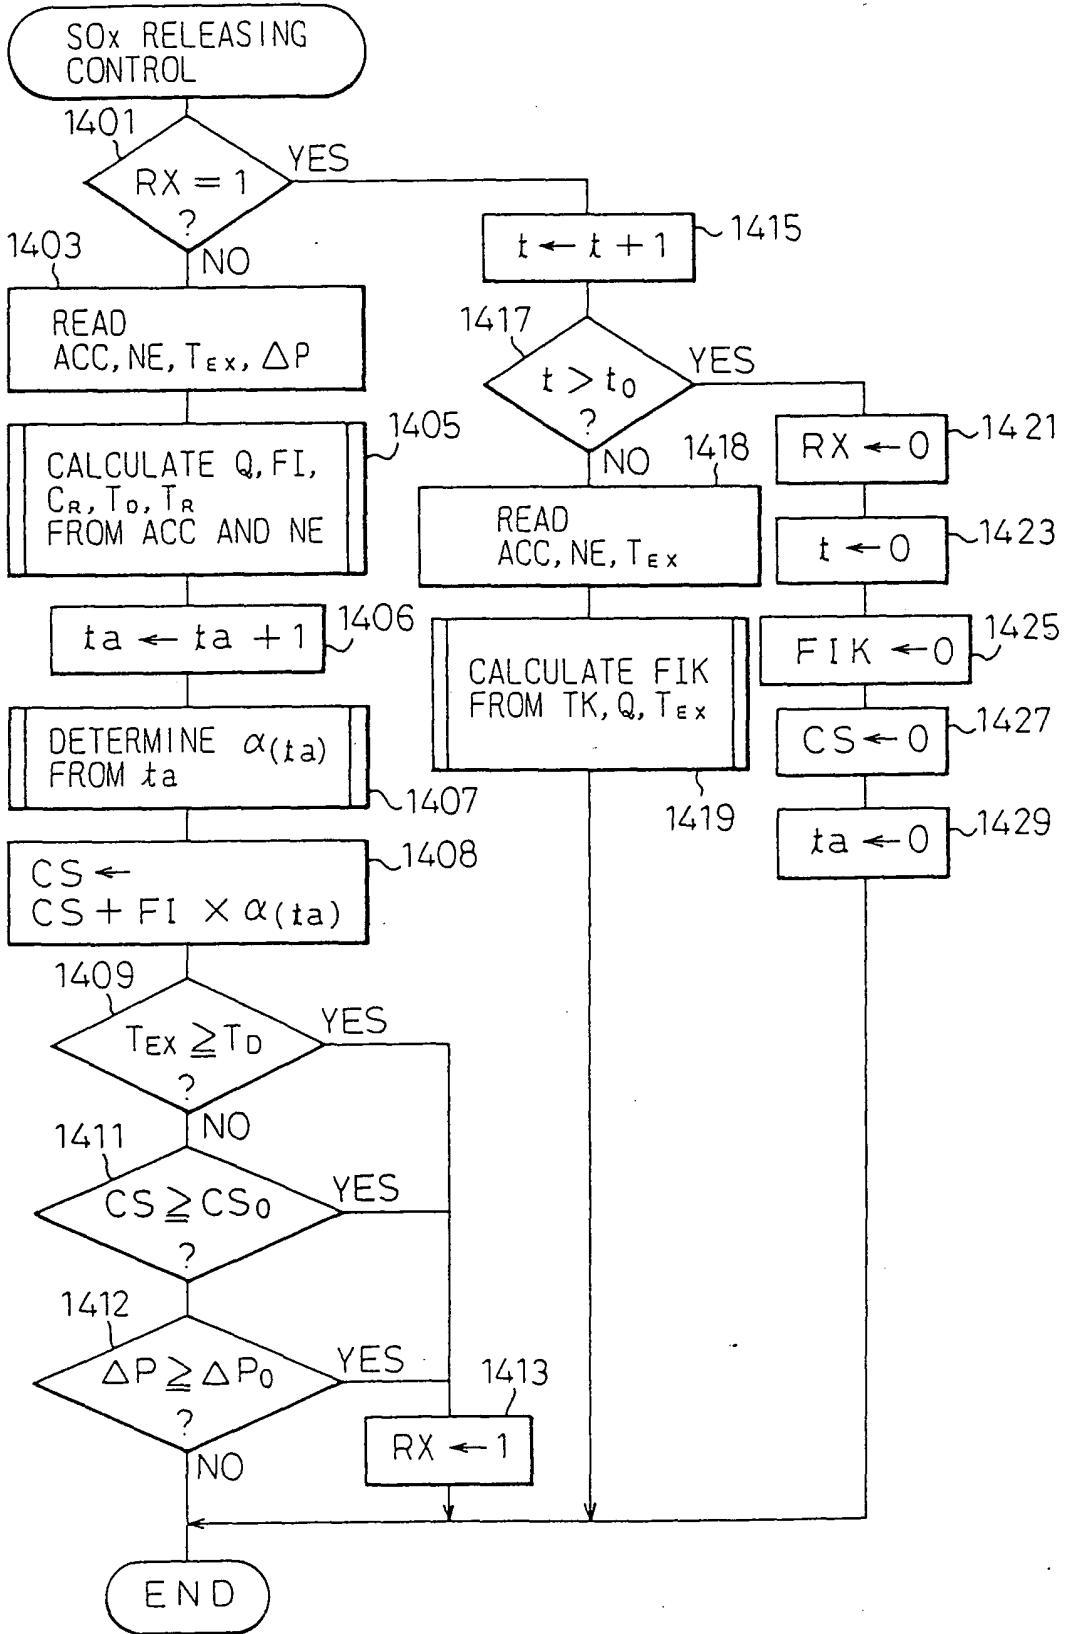 SOx RELEASING
CONTROL
1401
RX = 1
?
YES
NO
1403
READ
ACC, NE, TEX, ΔP
1405
CALCULATE Q, FI,
CR, TD, TR
FROM ACC AND NE
ta ← ta + 1
1406
DETERMINE α(ta)
FROM ta
1407
1408
CS ←
CS + FI × α(ta)
1409
TEX ≧ TD
?
YES
NO
1411
CS ≧ CS0
?
YES
1412
ΔP ≧ ΔP0
?
YES
NO
1413
RX ← 1
1415
t ← t + 1
1417
t > t0
?
YES
NO
1418
READ
ACC, NE, TEX
CALCULATE FIK
FROM TK, Q, TEX
1419
RX ← 0
1421
t ← 0
1423
FIK ← 0
1425
CS ← 0
1427
ta ← 0
1429
END